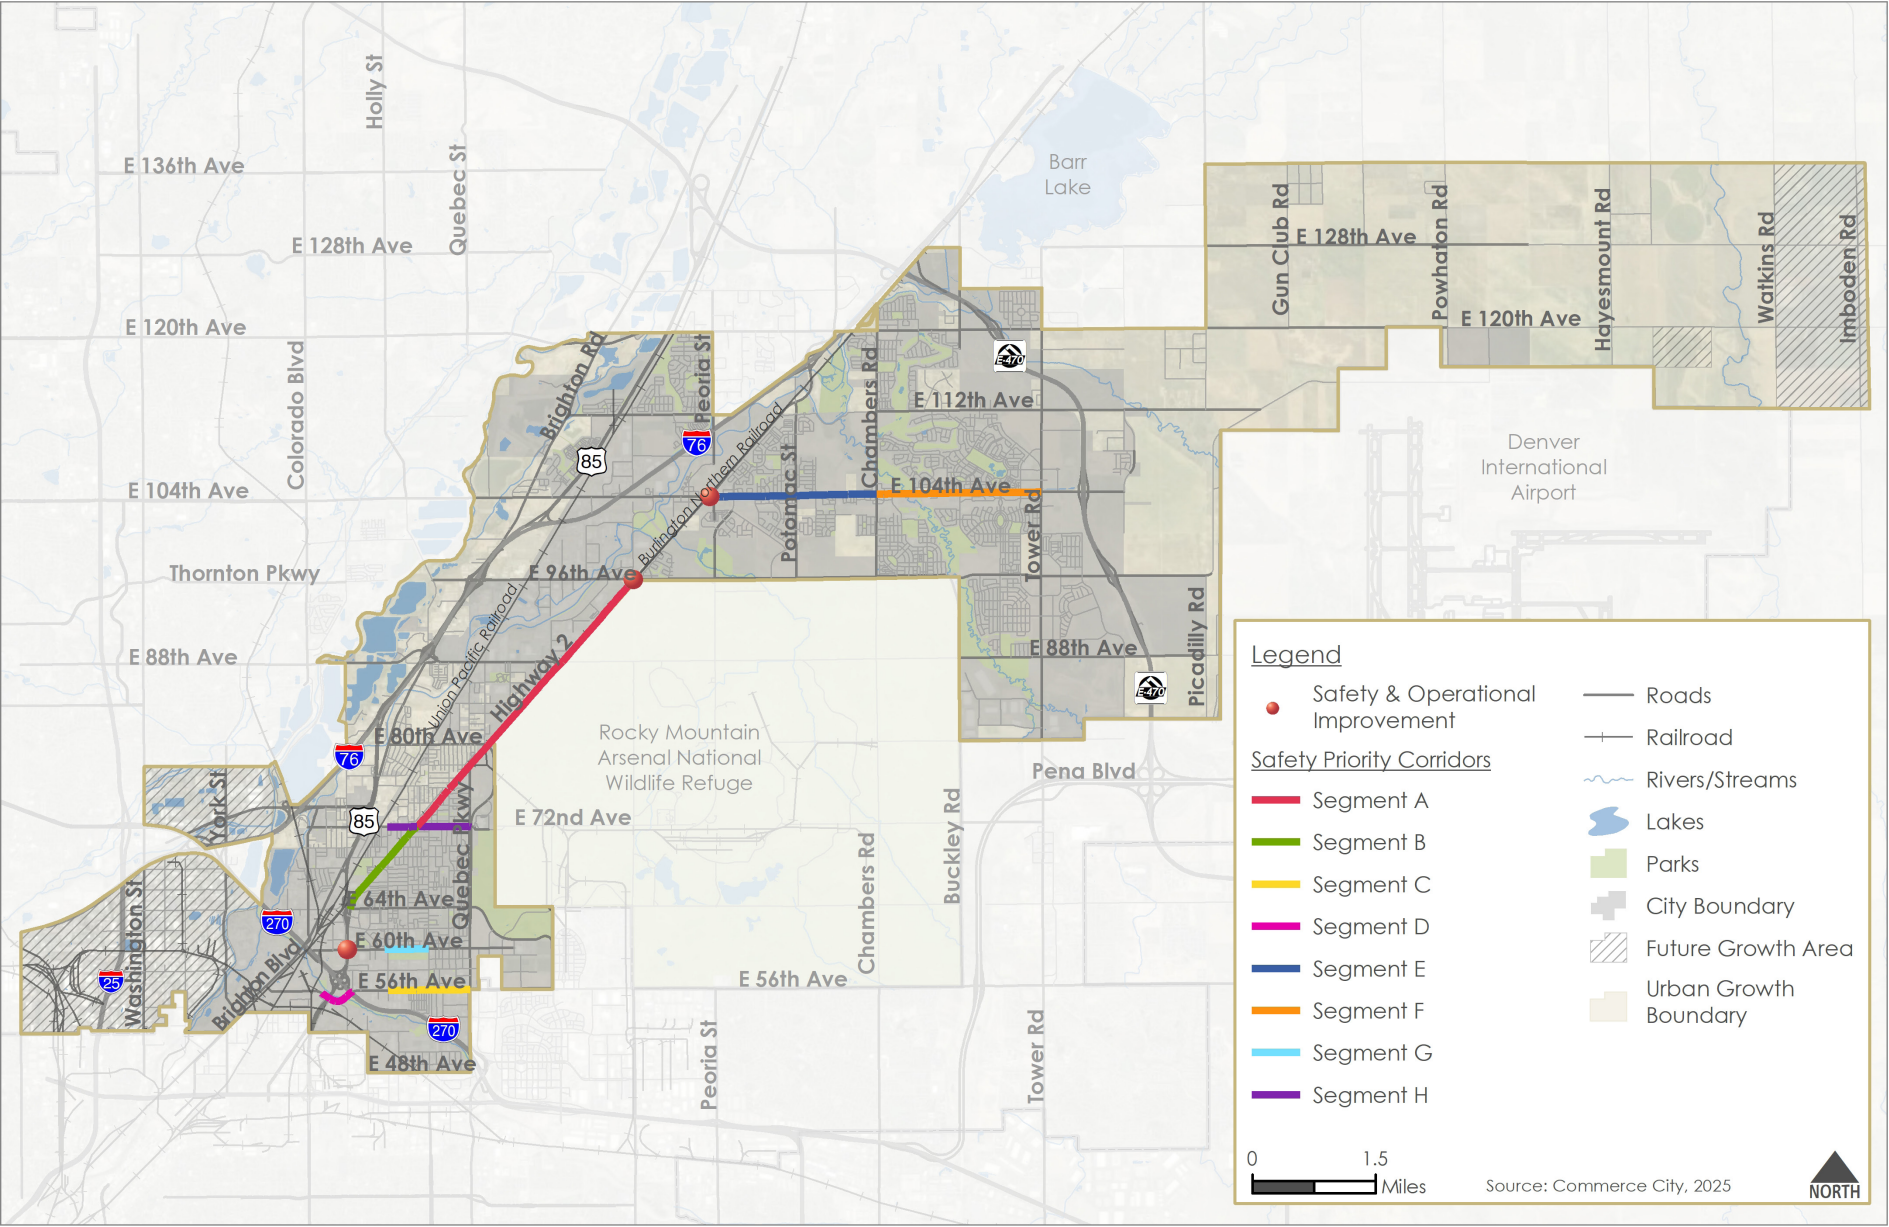 Holly St
Quebec St
E 136th Ave
E 128th Ave
E 120th Ave
Colorado Blvd
E 104th Ave
Thornton Pkwy
E 88th Ave
Barr
Lake
Gun Club Rd
E 128th Ave
Powhaton Rd
Hayesmount Rd
Watkins Rd
Imboden Rd
E 120th Ave
Brighton Rd
Peoria St
85
76
Burlington Northern Railroad
Potomac St
Chambers Rd
E-470
E 112th Ave
E 104th Ave
Tower Rd
Denver
International
Airport
E 96th Ave
Union Pacific Railroad
Highway 2
E 88th Ave
Picadilly Rd
E-470
E 80th Ave
76
Rocky Mountain
Arsenal National
Wildlife Refuge
Pena Blvd
York St
85
E 72nd Ave
Quebec Pkwy
Chambers Rd
Buckley Rd
E 64th Ave
270
Washington St
E 60th Ave
Brighton Blvd
25
E 56th Ave
E 56th Ave
270
E 48th Ave
Peoria St
Tower Rd
Legend
Safety & Operational
Improvement
Safety Priority Corridors
Segment A
Segment B
Segment C
Segment D
Segment E
Segment F
Segment G
Segment H
Roads
Railroad
Rivers/Streams
Lakes
Parks
City Boundary
Future Growth Area
Urban Growth
Boundary
0 1.5
Miles
Source: Commerce City, 2025
NORTH